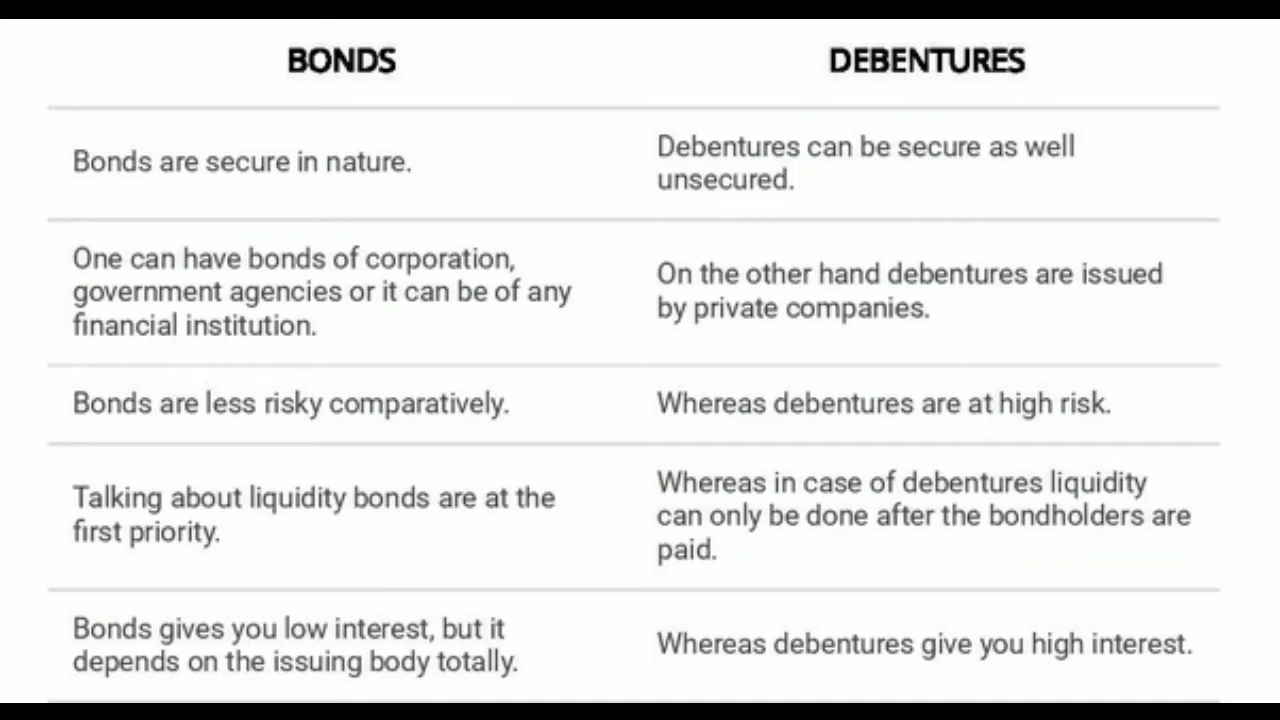 BONDS
DEBENTURES
Bonds are secure in nature.
Debentures can be secure as well
unsecured.
One can have bonds of corporation,
government agencies or it can be of any
financial institution.
On the other hand debentures are issued
by private companies.
Bonds are less risky comparatively.
Whereas debentures are at high risk.
Talking about liquidity bonds are at the
first priority.
Whereas in case of debentures liquidity
can only be done after the bondholders are
paid.
Bonds gives you low interest, but it
depends on the issuing body totally.
Whereas debentures give you high interest.